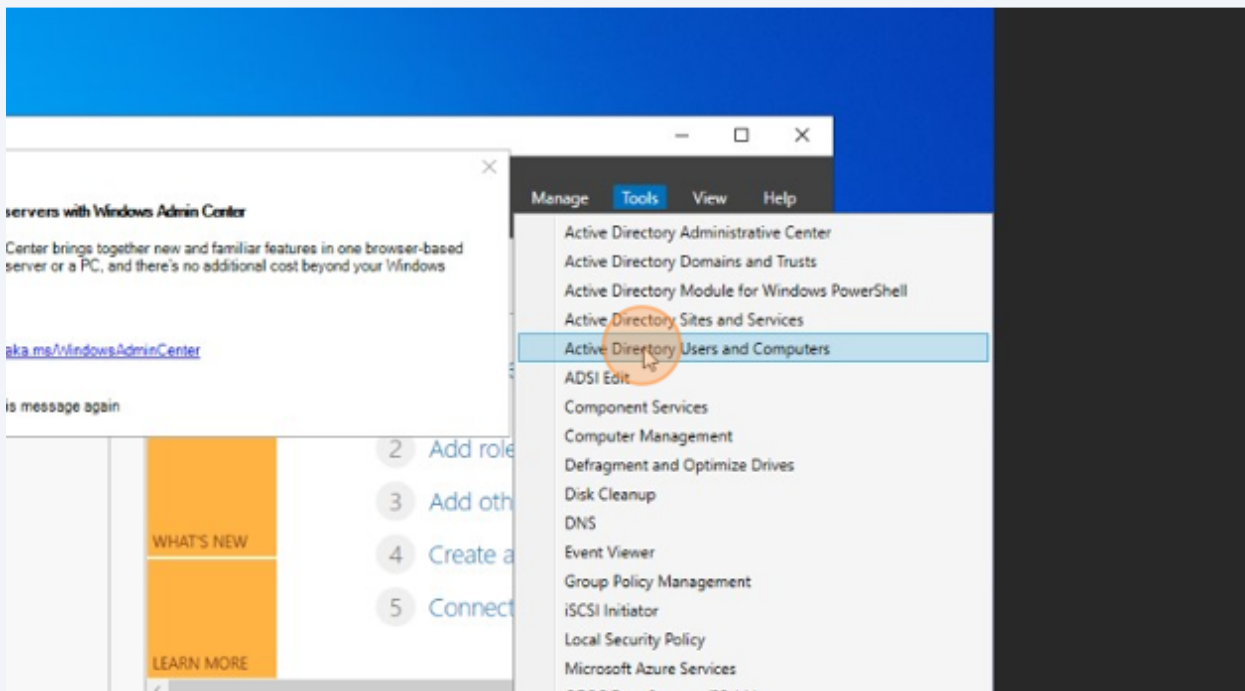 servers with Windows Admin Center
Center brings together new and familiar features in one browser-based
server or a PC, and there's no additional cost beyond your Windows
aka.ms/WindowsAdminCenter
is message again
Manage Tools View Help
Active Directory Administrative Center
Active Directory Domains and Trusts
Active Directory Module for Windows PowerShell
Active Directory Sites and Services
Active Directory Users and Computers
ADSI Edit
Component Services
Computer Management
Defragment and Optimize Drives
Disk Cleanup
DNS
Event Viewer
Group Policy Management
iSCSI Initiator
Local Security Policy
Microsoft Azure Services
2 Add role
3 Add oth
4 Create a
5 Connect
WHAT'S NEW
LEARN MORE